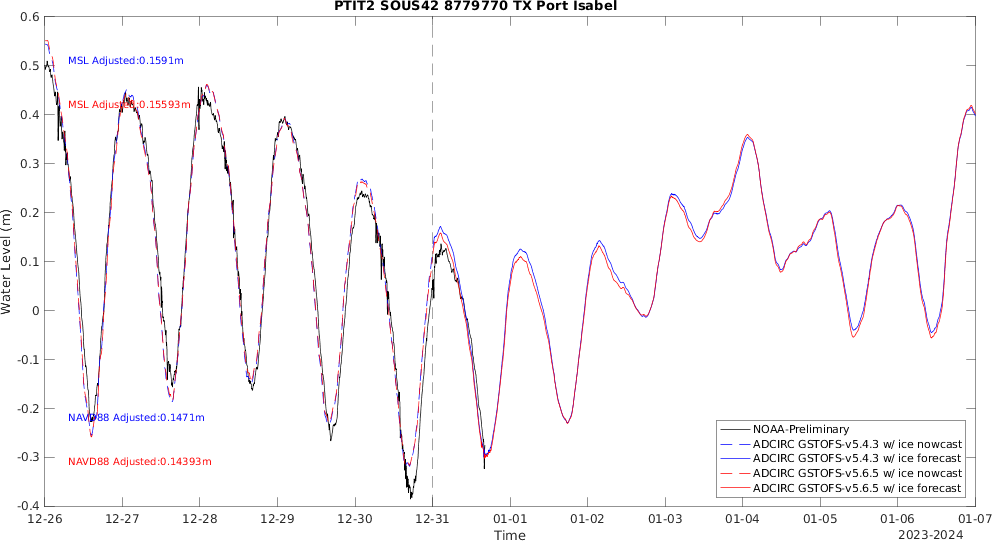 PTIT2 SOUS42 8779770 TX Port Isabel
0.6
0.5
0.4
0.3
0.2
0.1
0
-0.1
-0.2
-0.3
-0.4
Water Level (m)
MSL Adjusted:0.1591m
MSL Adjusted:0.15593m
NAVD88 Adjusted:0.1471m
NAVD88 Adjusted:0.14393m
NOAA-Preliminary
ADCIRC GSTOFS-v5.4.3 w/ ice nowcast
ADCIRC GSTOFS-v5.4.3 w/ ice forecast
ADCIRC GSTOFS-v5.6.5 w/ ice nowcast
ADCIRC GSTOFS-v5.6.5 w/ ice forecast
12-26 12-27 12-28 12-29 12-30 12-31 01-01 01-02 01-03 01-04 01-05 01-06 01-07
Time
2023-2024